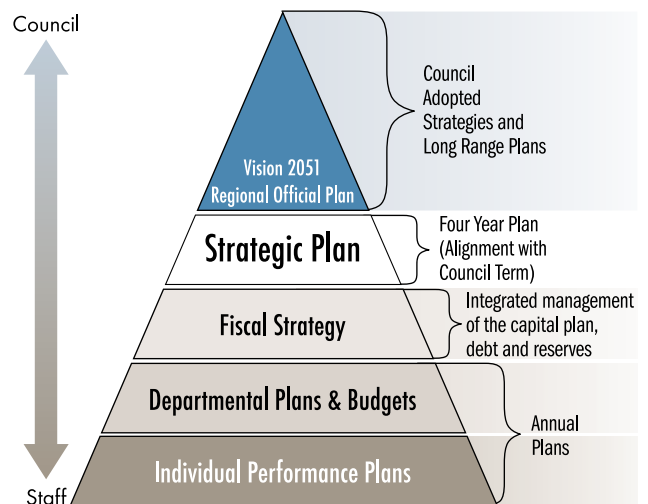 Council
Council
Adopted
Strategies and
Long Range Plans
Vision 2051
Regional Official Plan
Strategic Plan
Four Year Plan
(Alignment with
Council Term)
Fiscal Strategy
Integrated management
of the capital plan,
debt and reserves
Departmental Plans & Budgets
Annual
Plans
Individual Performance Plans
Staff